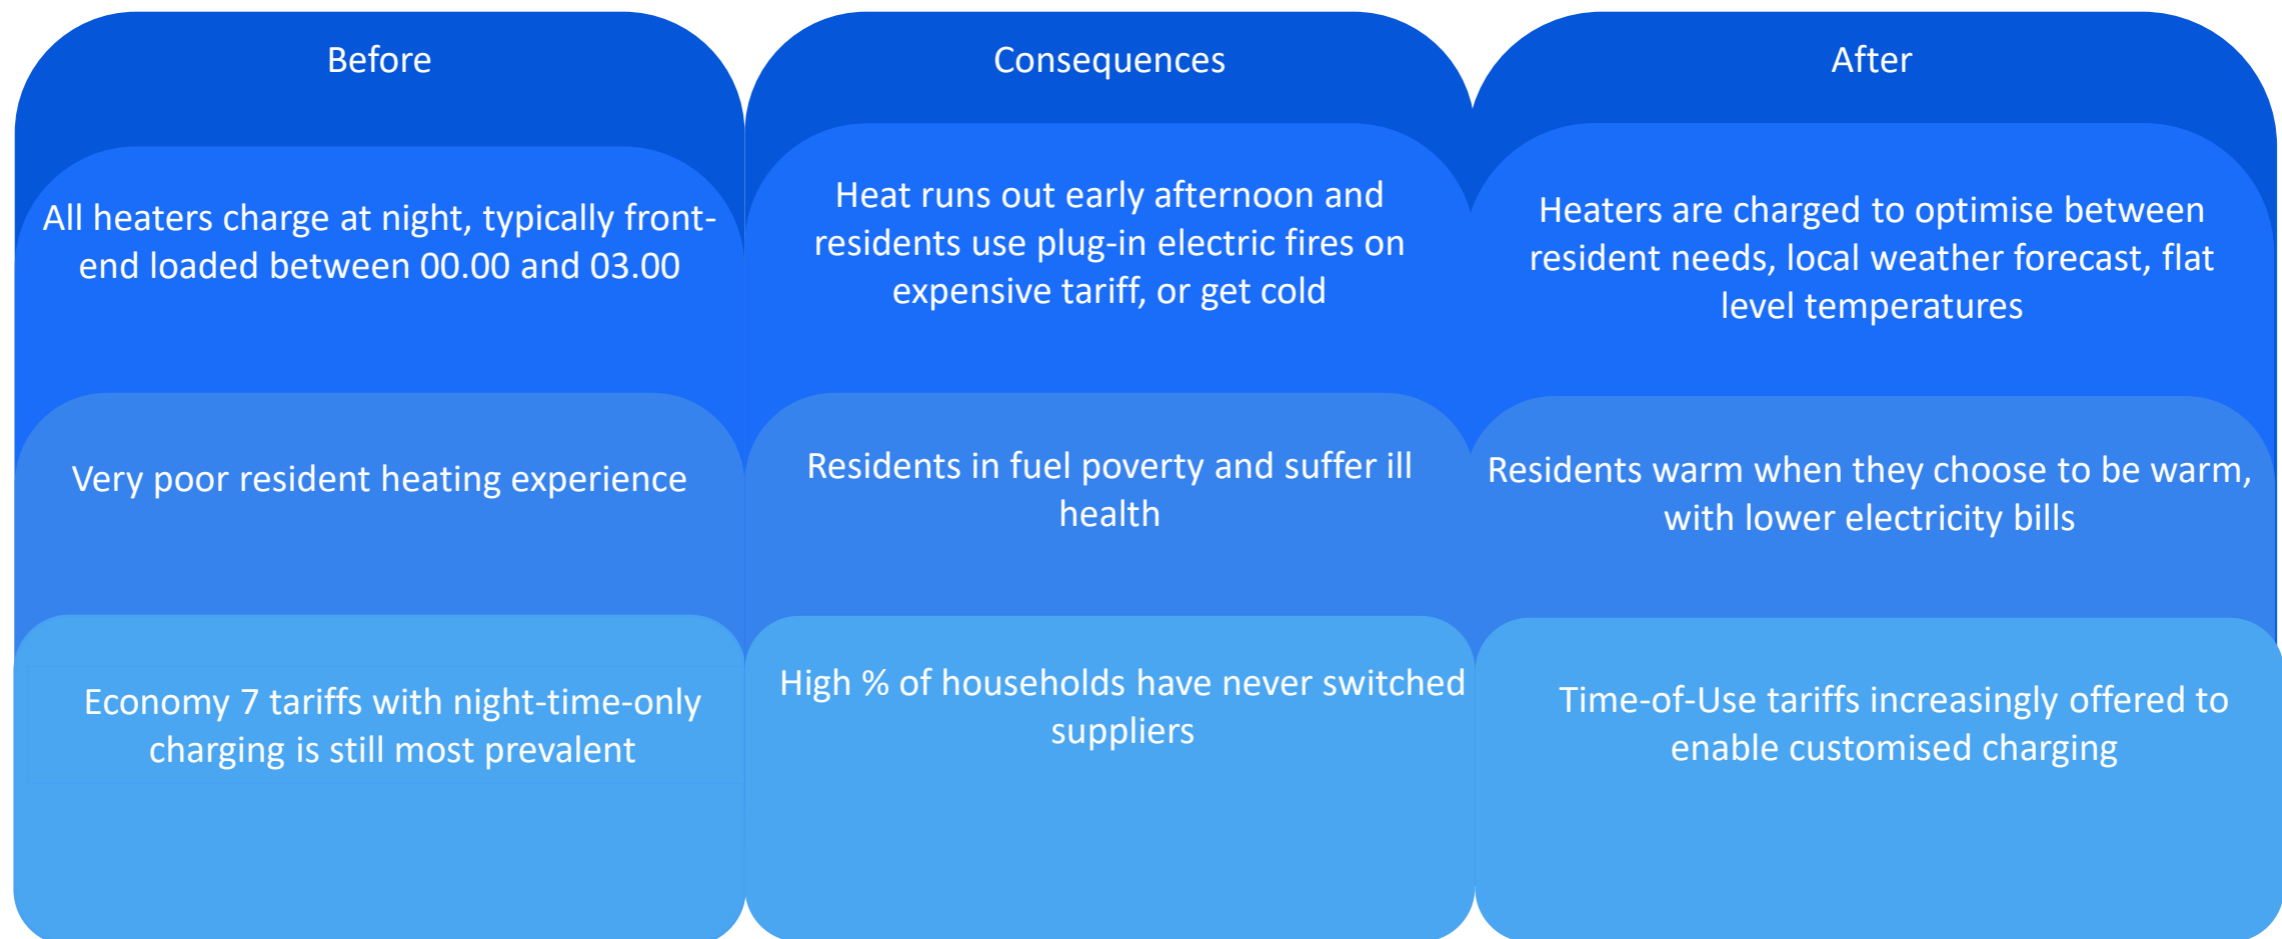 Before
All heaters charge at night, typically front-
end loaded between 00.00 and 03.00
Very poor resident heating experience
Economy 7 tariffs with night-time-only
charging is still most prevalent
Consequences
Heat runs out early afternoon and
residents use plug-in electric fires on
expensive tariff, or get cold
Residents in fuel poverty and suffer ill
health
High % of households have never switched
suppliers
After
Heaters are charged to optimise between
resident needs, local weather forecast, flat
level temperatures
Residents warm when they choose to be warm,
with lower electricity bills
Time-of-Use tariffs increasingly offered to
enable customised charging